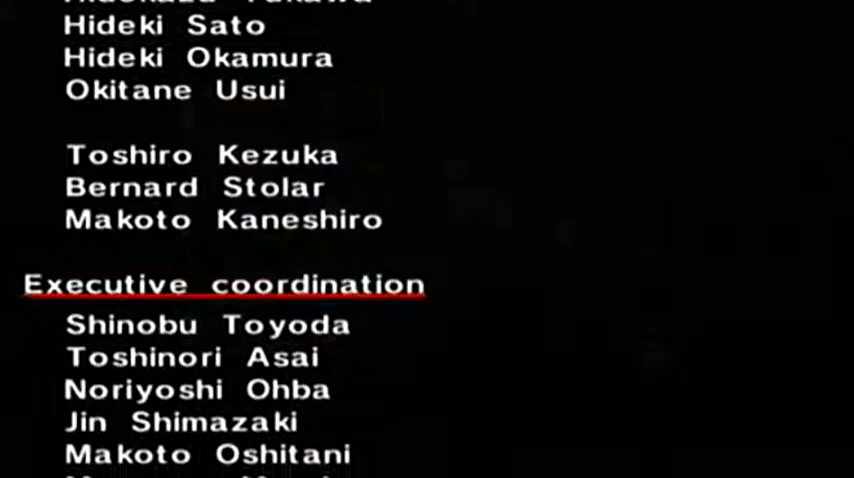 Hideki Sato
Hideki Okamura
Okitane Usui
Toshiro Kezuka
Bernard Stolar
Makoto Kaneshiro
Executive coordination
Shinobu Toyoda
Toshinori Asai
Noriyoshi Ohba
Jin Shimazaki
Makoto Oshitani